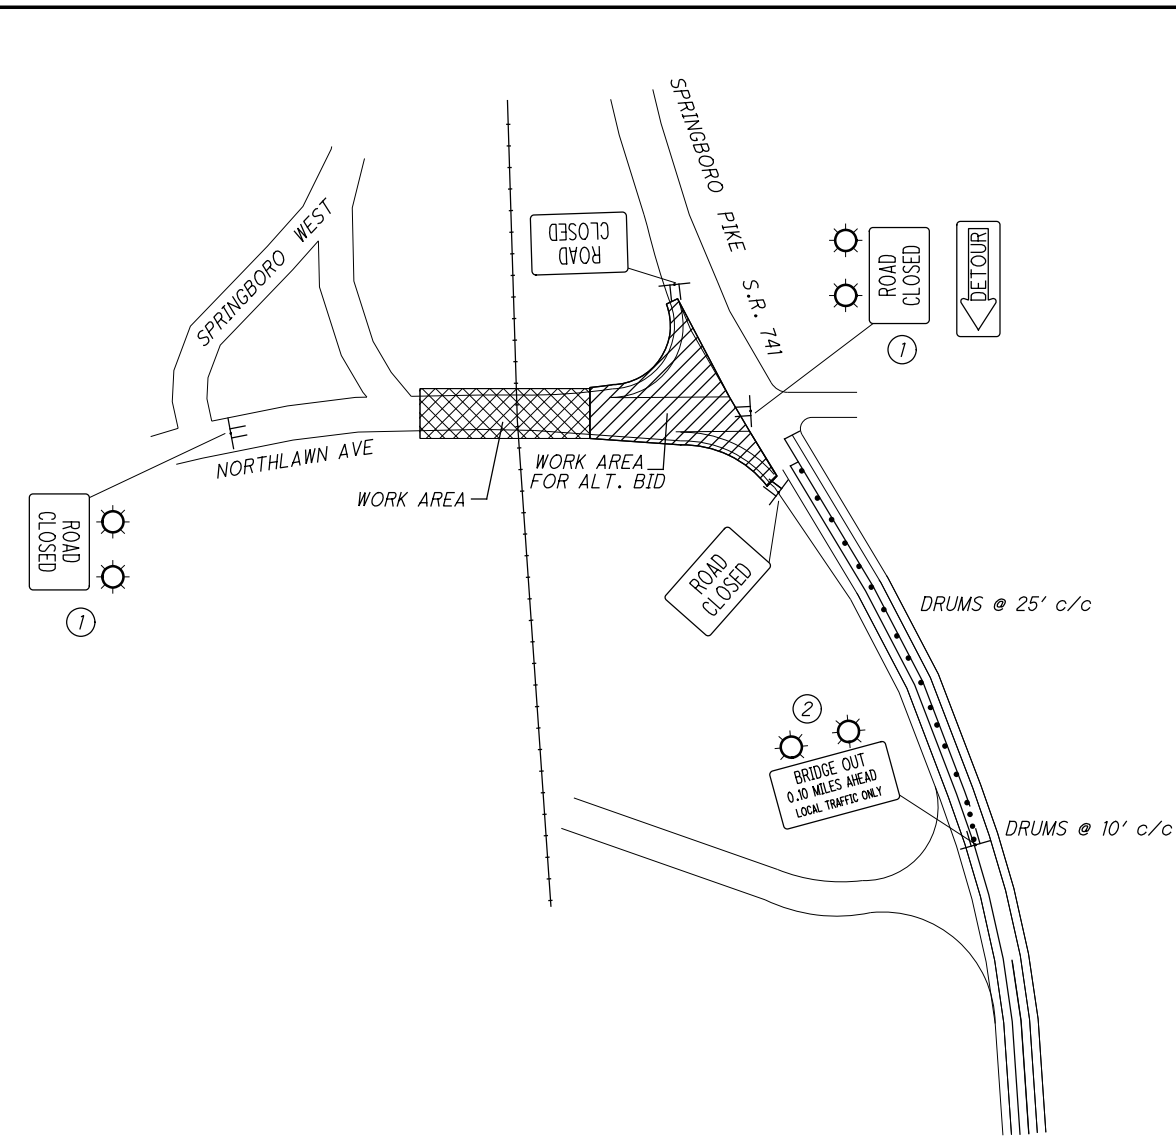 SPRINGBORO PIKE S.R. 741
SPRINGBORO WEST
ROAD
CLOSED
ROAD
CLOSED
DETOUR
1
NORTHLAWN AVE
WORK AREA
WORK AREA
FOR ALT. BID
ROAD
CLOSED
1
ROAD
CLOSED
DRUMS @ 25' c/c
2
BRIDGE OUT
0.10 MILES AHEAD
LOCAL TRAFFIC ONLY
DRUMS @ 10' c/c